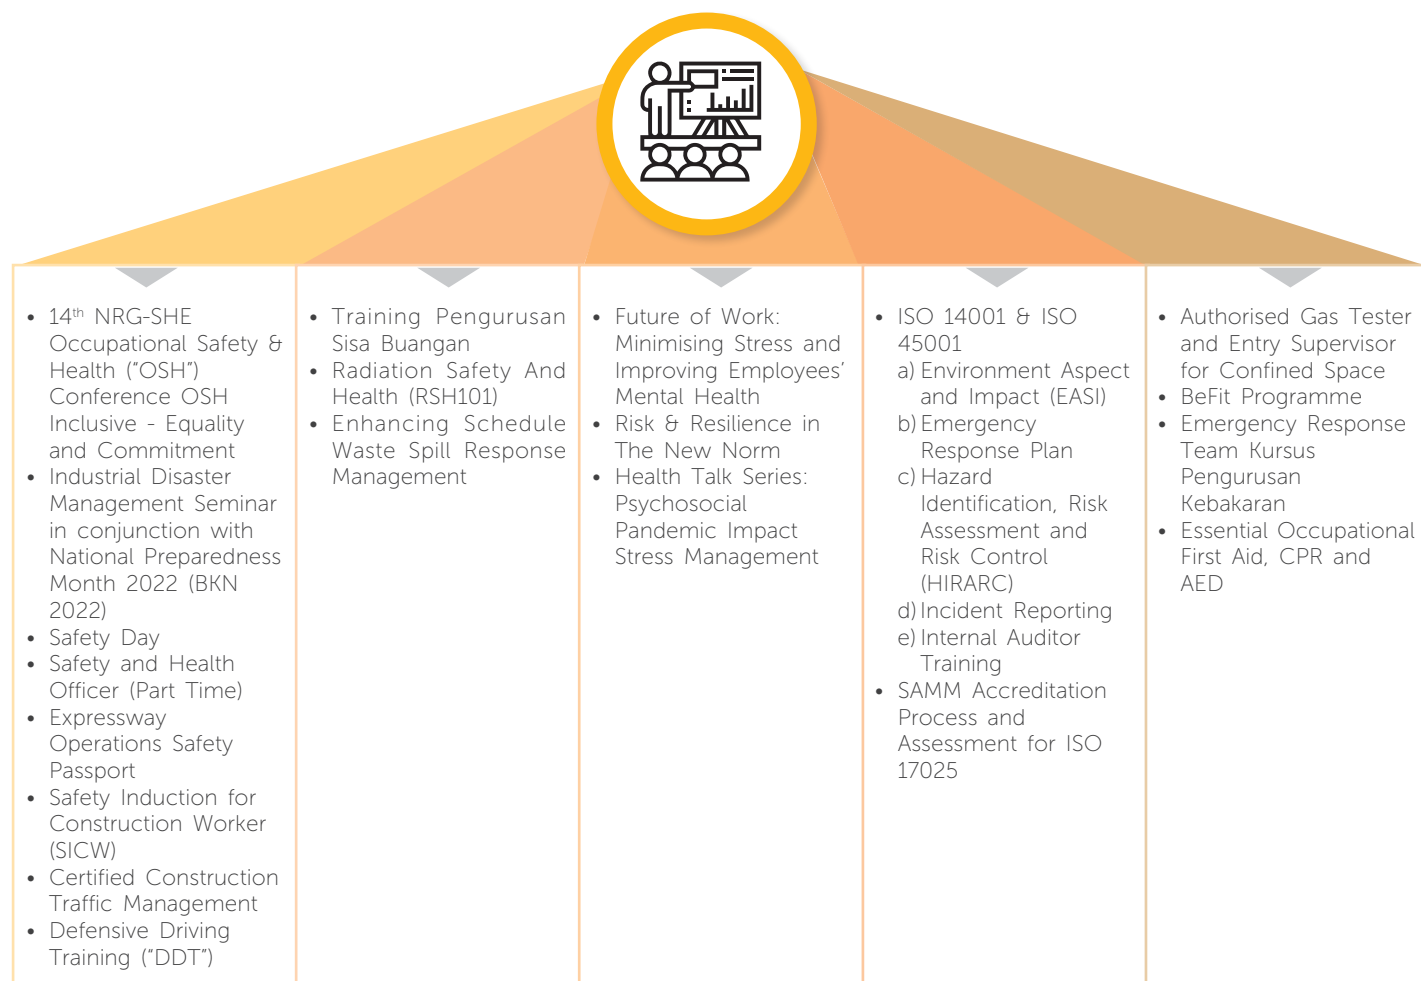 • 14th NRG-SHE
Occupational Safety &
Health ("OSH")
Conference OSH
Inclusive - Equality
and Commitment
• Industrial Disaster
Management Seminar
in conjunction with
National Preparedness
Month 2022 (BKN
2022)
• Safety Day
• Safety and Health
Officer (Part Time)
• Expressway
Operations Safety
Passport
• Safety Induction for
Construction Worker
(SICW)
• Certified Construction
Traffic Management
• Defensive Driving
Training ("DDT")
• Training Pengurusan
Sisa Buangan
• Radiation Safety And
Health (RSH101)
• Enhancing Schedule
Waste Spill Response
Management
• Future of Work:
Minimising Stress and
Improving Employees'
Mental Health
• Risk & Resilience in
The New Norm
• Health Talk Series:
Psychosocial
Pandemic Impact
Stress Management
• ISO 14001 & ISO
45001
a) Environment Aspect
and Impact (EASI)
b) Emergency
Response Plan
c) Hazard
Identification, Risk
Assessment and
Risk Control
(HIRARC)
d) Incident Reporting
e) Internal Auditor
Training
• SAMM Accreditation
Process and
Assessment for ISO
17025
• Authorised Gas Tester
and Entry Supervisor
for Confined Space
• BeFit Programme
• Emergency Response
Team Kursus
Pengurusan
Kebakaran
• Essential Occupational
First Aid, CPR and
AED